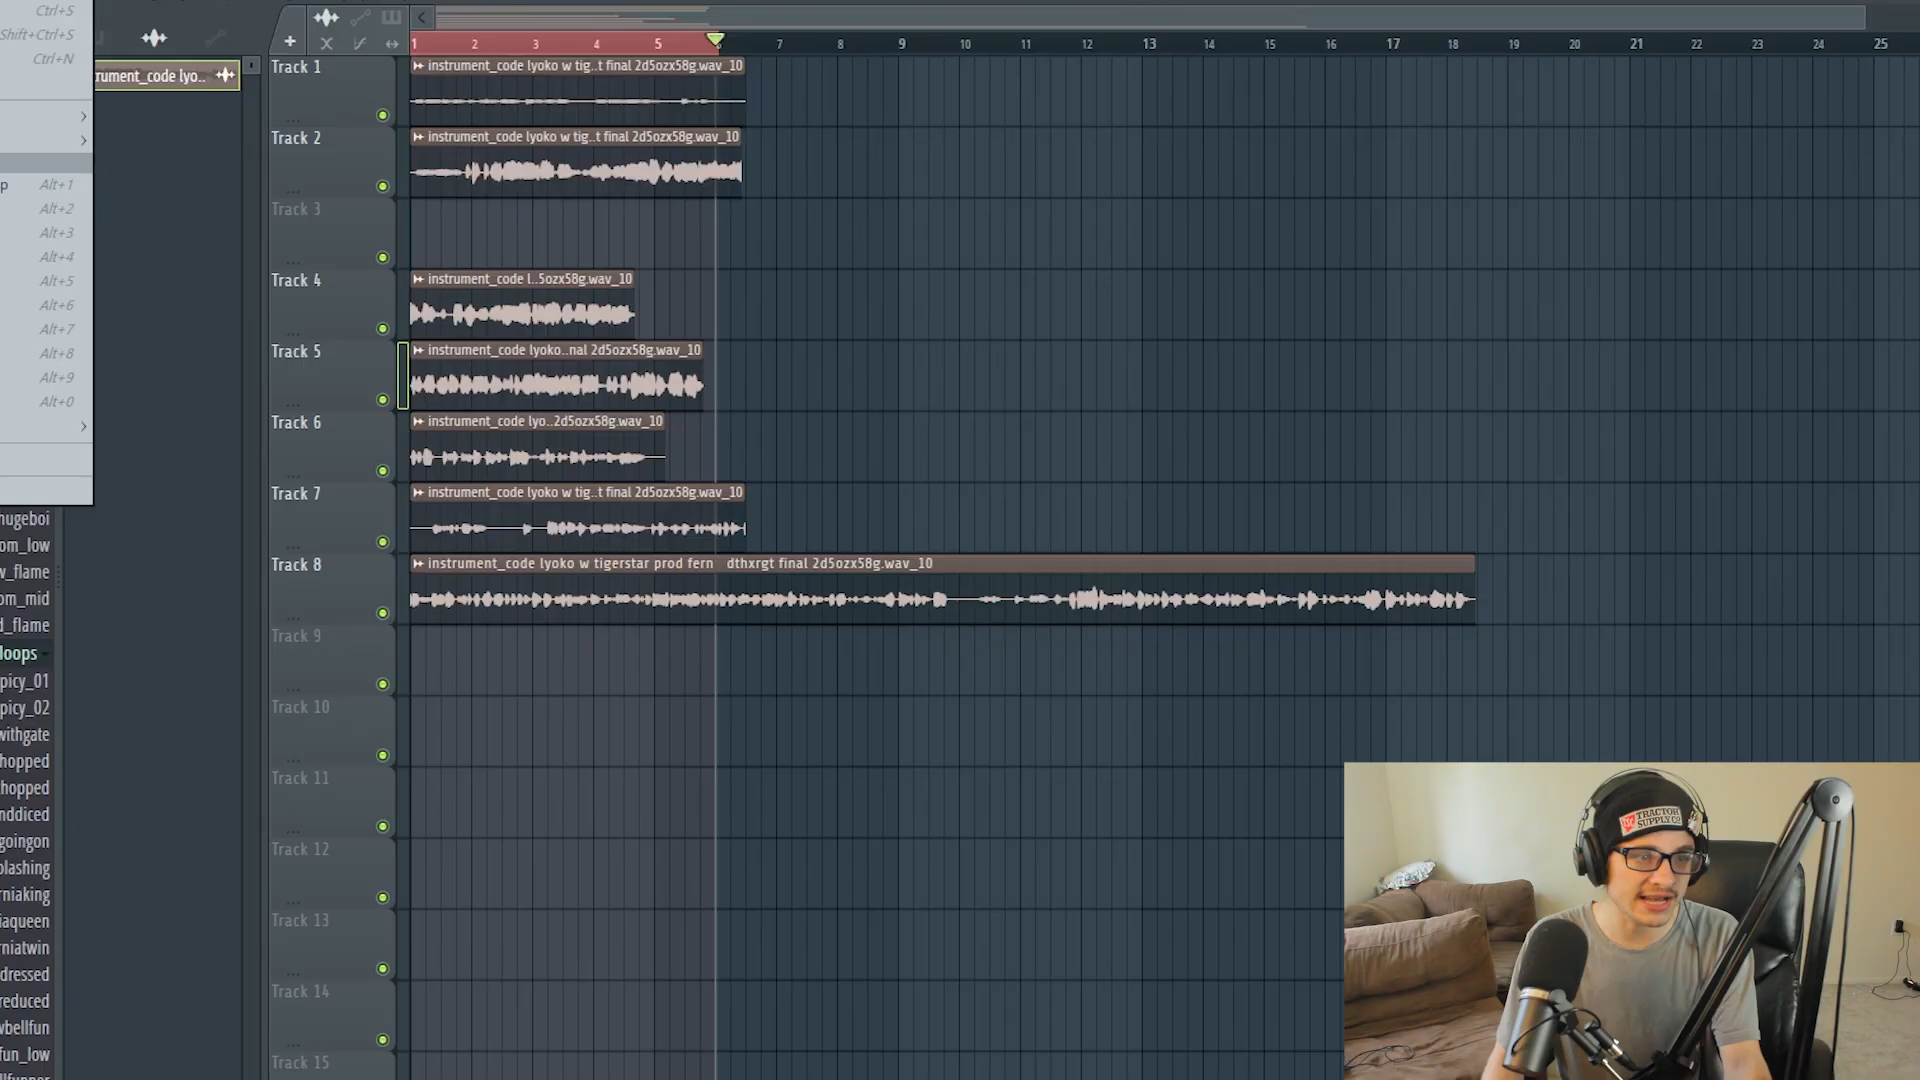 Ctrl+S
Shift+Ctrl+S
Ctrl+N
p Alt+1
Alt+2
Alt+3
Alt+4
Alt+5
Alt+6
Alt+7
Alt+8
Alt+9
Alt+0
rument_code lyo..
1 2 3 4 5 6 7 8 9 10 11 12 13 14 15 16 17 18 19 20 21 22 23 24 25
Track 1
instrument_code lyoko w tig..t final 2d5ozx58g.wav_10
Track 2
instrument_code lyoko w tig..t final 2d5ozx58g.wav_10
Track 3
Track 4
instrument_code l..5ozx58g.wav_10
Track 5
instrument_code lyoko..nal 2d5ozx58g.wav_10
Track 6
instrument_code lyo..2d5ozx58g.wav_10
Track 7
instrument_code lyoko w tig..t final 2d5ozx58g.wav_10
Track 8
instrument_code lyoko w tigerstar prod fern dthxrgt final 2d5ozx58g.wav_10
Track 9
Track 10
Track 11
Track 12
Track 13
Track 14
Track 15
hugeboi
om_low
w_flame
om_mid
d_flame
loops
picy_01
picy_02
withgate
hopped
hopped
nddiced
goingon
plashing
rniaking
iaqueen
rniatwin
dressed
reduced
wbellfun
fun_low
TRACTOR
SUPPLY CO